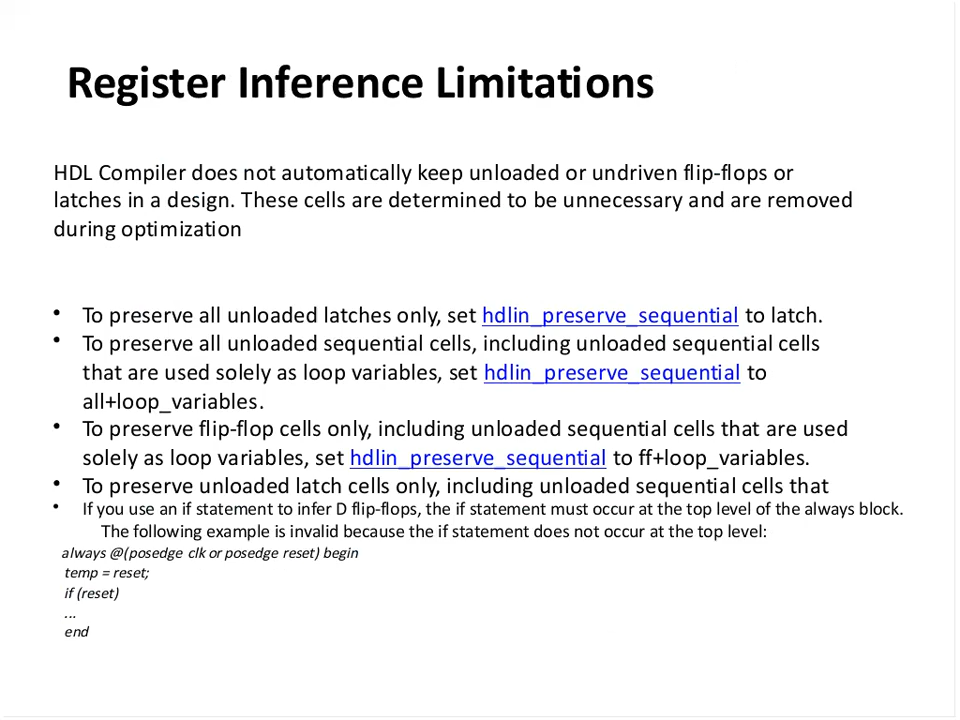 Register Inference Limitations
HDL Compiler does not automatically keep unloaded or undriven flip-flops or
latches in a design. These cells are determined to be unnecessary and are removed
during optimization
• To preserve all unloaded latches only, set hdlin_preserve_sequential to latch.
• To preserve all unloaded sequential cells, including unloaded sequential cells
that are used solely as loop variables, set hdlin_preserve_sequential to
all+loop_variables.
• To preserve flip-flop cells only, including unloaded sequential cells that are used
solely as loop variables, set hdlin_preserve_sequential to ff+loop_variables.
• To preserve unloaded latch cells only, including unloaded sequential cells that
• If you use an if statement to infer D flip-flops, the if statement must occur at the top level of the always block.
The following example is invalid because the if statement does not occur at the top level:
always @(posedge clk or posedge reset) begin
temp = reset;
if (reset)
...
end